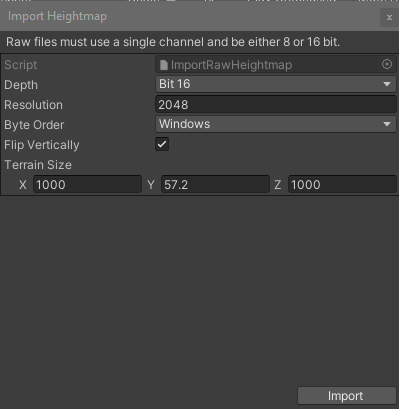 Import Heightmap
x
Raw files must use a single channel and be either 8 or 16 bit.
Script ImportRawHeightmap
Depth Bit 16
Resolution 2048
Byte Order Windows
Flip Vertically
Terrain Size
X 1000 Y 57.2 Z 1000
Import